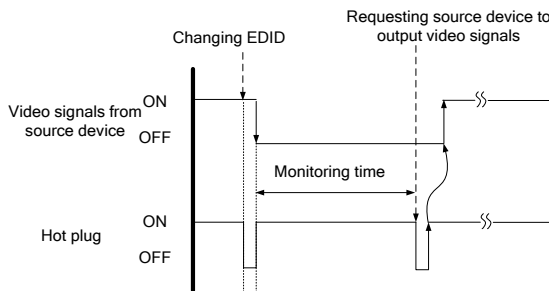 Requesting source device to
output video signals
Changing EDID
ON
Video signals from
source device
OFF
Monitoring time
ON
Hot plug
OFF